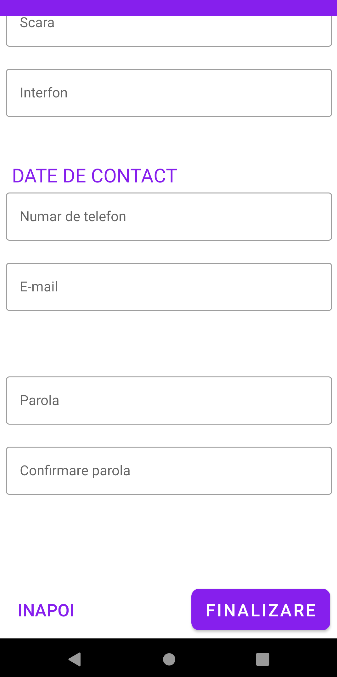 Scara
Interfon
DATE DE CONTACT
Numar de telefon
E-mail
Parola
Confirmare parola
INAPOI
FINALIZARE